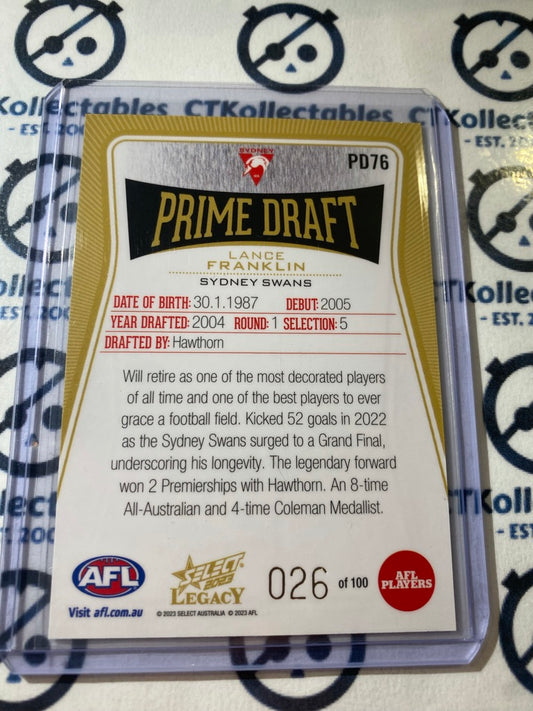 Kollectables
CTKollectables
CTKolle
- EST. 200
- EST. 20
SYDNEY
PD76
PRIME DRAFT
LANCE
FRANKLIN
SYDNEY SWANS
DATE OF BIRTH: 30.1.1987 DEBUT: 2005
YEAR DRAFTED: 2004 ROUND: 1 SELECTION: 5
DRAFTED BY: Hawthorn
Will retire as one of the most decorated players
of all time and one of the best players to ever
grace a football field. Kicked 52 goals in 2022
as the Sydney Swans surged to a Grand Final,
underscoring his longevity. The legendary forward
won 2 Premierships with Hawthorn. An 8-time
All-Australian and 4-time Coleman Medallist.
AFL
Visit afl.com.au
SELECT
2023
LEGACY
© 2023 SELECT AUSTRALIA © 2023 AFL
026 of 100
AFL
PLAYERS